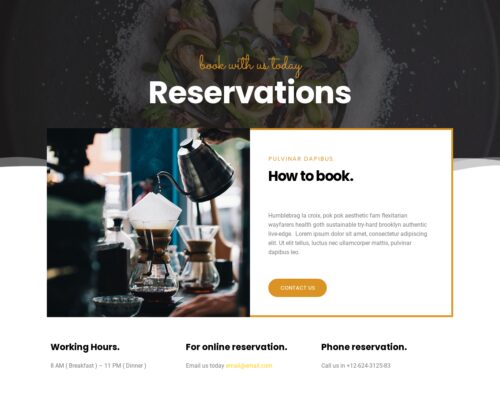 book with us today
Reservations
PULVINAR DAPIBUS
How to book.
Humblebrag la croix, pok pok aesthetic fam flexitarian
wayfarers health goth sustainable try-hard brooklyn authentic
live-edge. Lorem ipsum dolor sit amet, consectetur adipiscing
elit. Ut elit tellus, luctus nec ullamcorper mattis, pulvinar
dapibus leo.
CONTACT US
Working Hours.
For online reservation.
Phone reservation.
8 AM ( Breakfast ) – 11 PM ( Dinner )
Email us today email@email.com
Call us in +12-624-3125-83